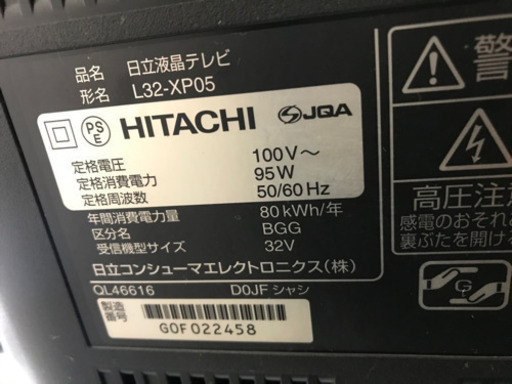 品名 日立液晶テレビ
形名 L32-XP05
PSE HITACHI JQA
定格電圧 100V～
定格消費電力 95W
定格周波数 50/60Hz
年間消費電力量 80kWh/年
区分名 BGG
受信機型サイズ 32V
日立コンシューマエレクトロニクス(株)
QL46616 D0JF シャシ
製造番号 G0F022458
警
高圧注意
感電のおそれ
裏ぶたを開ける